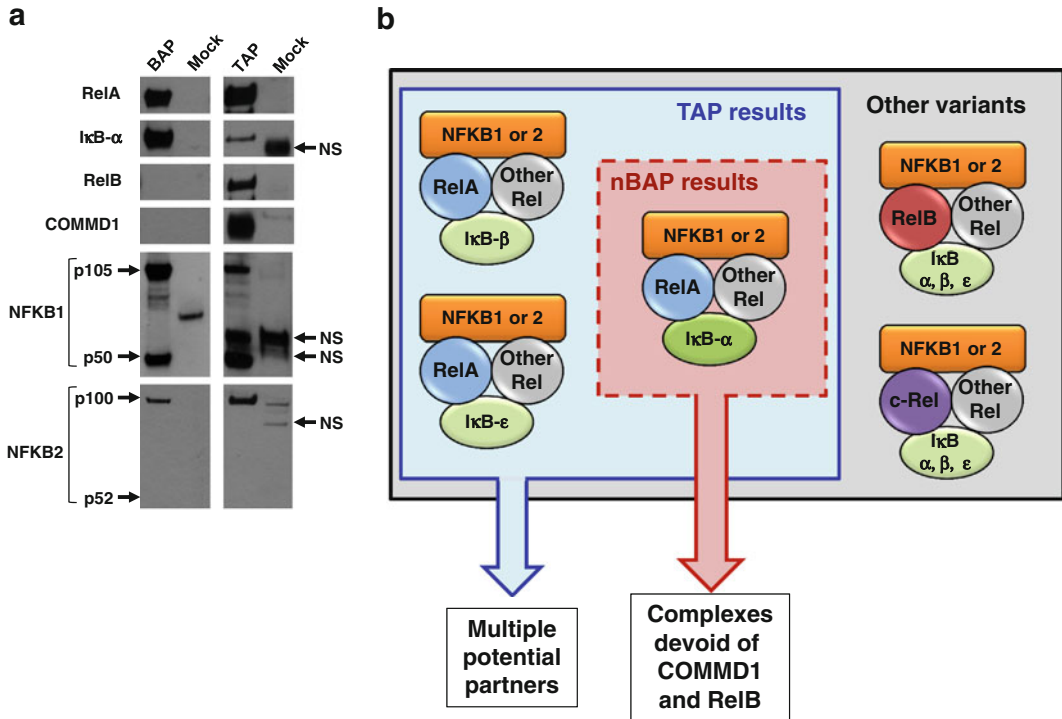 a
BAP
Mock
TAP
Mock
RelA
IκB-α
NS
RelB
COMMD1
p105
NFKB1
NS
p50
NS
p100
NS
NFKB2
p52
b
TAP results
Other variants
NFKB1 or 2
RelA
Other
Rel
IκB-β
nBAP results
NFKB1 or 2
RelA
Other
Rel
IκB-α
NFKB1 or 2
RelB
Other
Rel
IκB
α, β, ε
NFKB1 or 2
RelA
Other
Rel
IκB-ε
NFKB1 or 2
c-Rel
Other
Rel
IκB
α, β, ε
Multiple
potential
partners
Complexes
devoid of
COMMD1
and RelB